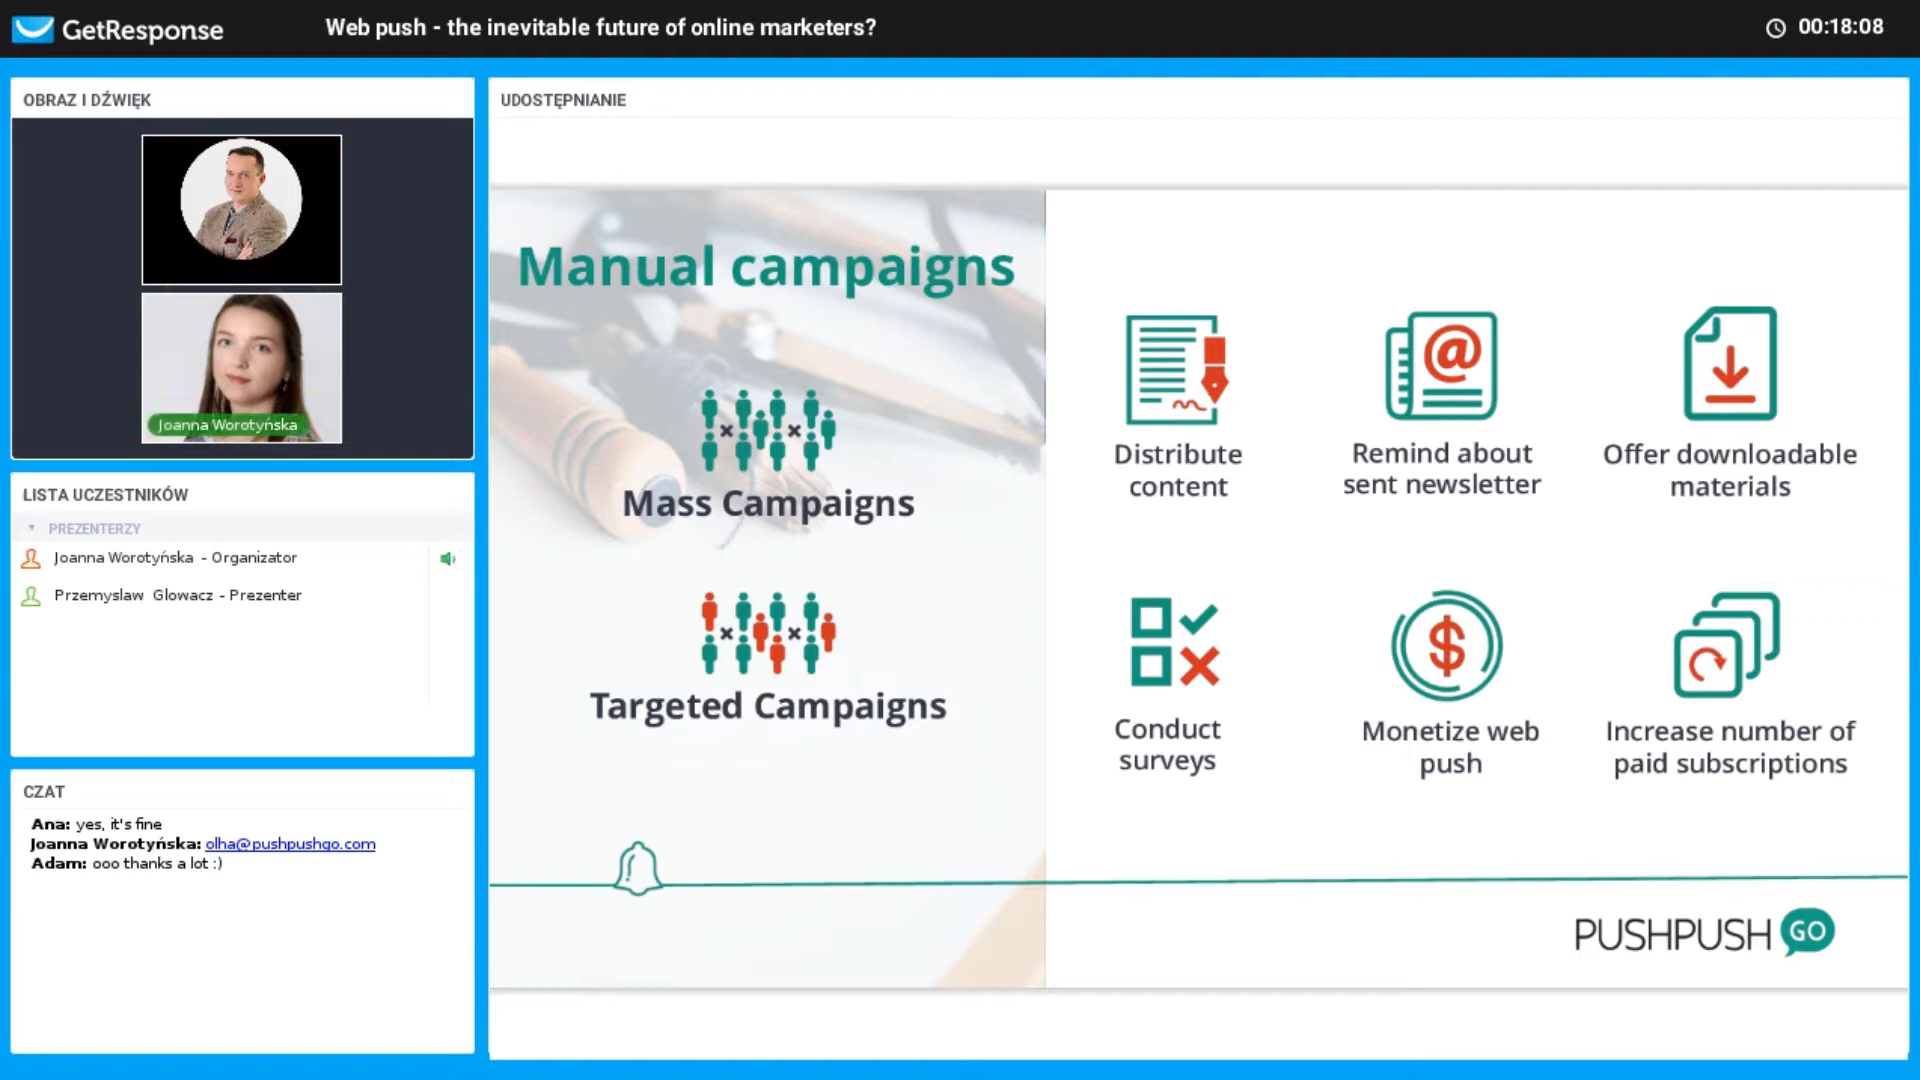 GetResponse
Web push - the inevitable future of online marketers?
00:18:08
OBRAZ I DŹWIĘK
Joanna Worotyńska
LISTA UCZESTNIKÓW
PREZENTERZY
Joanna Worotyńska - Organizator
Przemyslaw Glowacz - Prezenter
CZAT
Ana: yes, it's fine
Joanna Worotyńska: olha@pushpushgo.com
Adam: ooo thanks a lot :)
UDOSTĘPNIANIE
Manual campaigns
Mass Campaigns
Targeted Campaigns
Distribute
content
Remind about
sent newsletter
Offer downloadable
materials
Conduct
surveys
Monetize web
push
Increase number of
paid subscriptions
PUSHPUSH GO